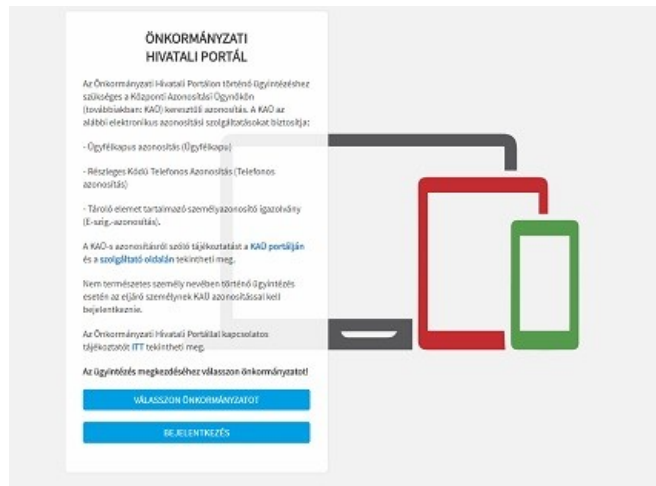 ÖNKORMÁNYZATI
HIVATALI PORTÁL
Az Önkormányzati Hivatali Portálon történő ügyintézéshez
szükséges a Központi Azonosítási Ügynökön
(továbbiakban: KAÜ) keresztüli azonosítás. A KAÜ az
alábbi elektronikus azonosítási szolgáltatásokat biztosítja:
- Ügyfélkapus azonosítás (Ügyfélkapu)
- Részleges Kódú Telefonos Azonosítás (Telefonos
azonosítás)
- Tároló elemet tartalmazó személyazonosító igazolvány
(E-szig.-azonosítás).
A KAÜ-s azonosításról szóló tájékoztatást a KAÜ portálján
és a szolgáltató oldalán tekintheti meg.
Nem természetes személy nevében történő ügyintézés
esetén az eljáró személynek KAÜ azonosítással kell
bejelentkeznie.
Az Önkormányzati Hivatali Portállal kapcsolatos
tájékoztatót ITT tekintheti meg.
Az ügyintézés megkezdéséhez válasszon önkormányzatot!
VÁLASSZON ÖNKORMÁNYZATOT
BEJELENTKEZÉS